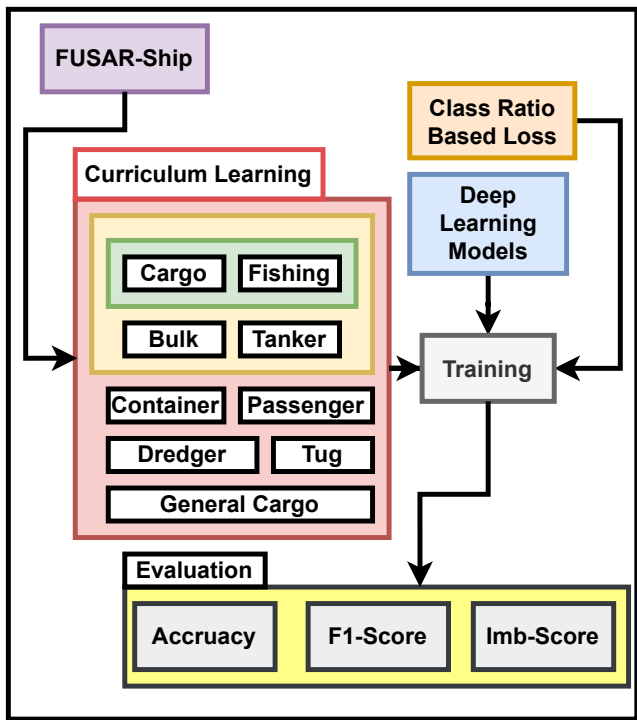 FUSAR-Ship
Class Ratio
Based Loss
Curriculum Learning
Deep
Learning
Models
Cargo
Fishing
Bulk
Tanker
Training
Container
Passenger
Dredger
Tug
General Cargo
Evaluation
Accruacy
F1-Score
Imb-Score